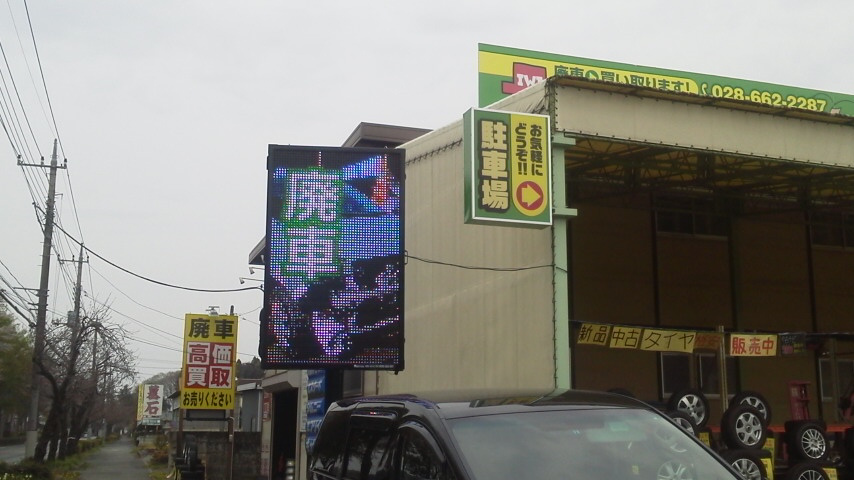 廃車
買い取ります!
028-662-2287
お気軽に
どうぞ!!
駐車場
廃車
廃車
高価
買取
お売りください
墓石
新品 中古 タイヤ
販売中